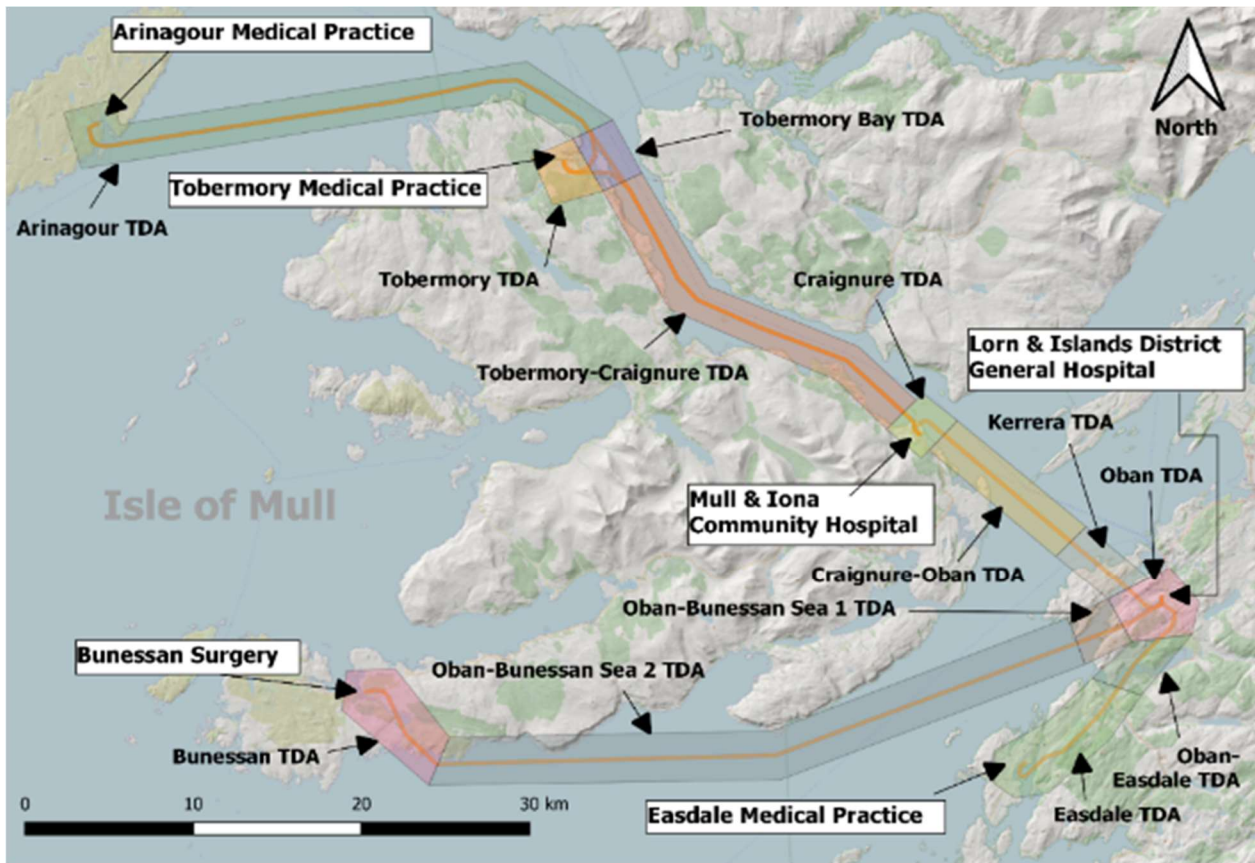 Arinagour Medical Practice
North
Tobermory Bay TDA
Tobermory Medical Practice
Arinagour TDA
Tobermory TDA
Craignure TDA
Lorn & Islands District
General Hospital
Tobermory-Craignure TDA
Kerrera TDA
Oban TDA
Isle of Mull
Mull & Iona
Community Hospital
Craignure-Oban TDA
Oban-Bunessan Sea 1 TDA
Bunessan Surgery
Oban-Bunessan Sea 2 TDA
Bunessan TDA
Oban-
Easdale TDA
Easdale Medical Practice
Easdale TDA
0 10 20 30 km